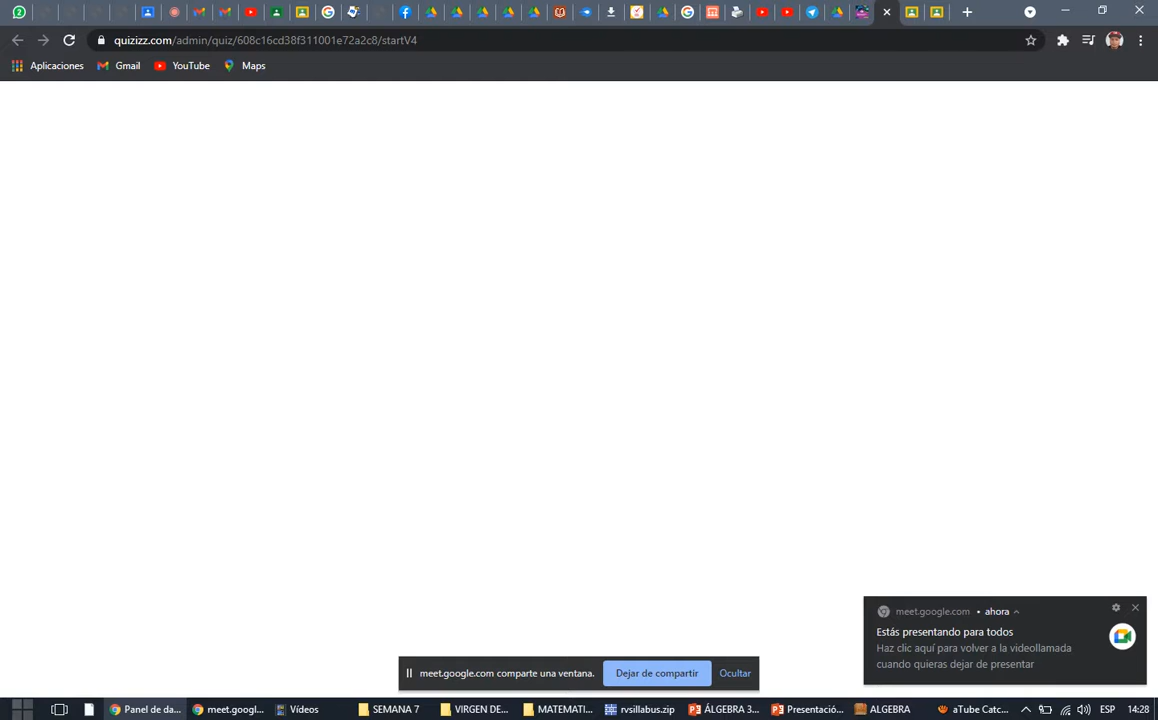 quizizz.com/admin/quiz/608c16cd38f311001e72a2c8/startV4
Aplicaciones Gmail YouTube Maps
meet.google.com • ahora
Estás presentando para todos
Haz clic aquí para volver a la videollamada
cuando quieras dejar de presentar
meet.google.com comparte una ventana. Dejar de compartir Ocultar
Panel de da... meet.googl... Vídeos SEMANA 7 VIRGEN DE... MATEMATI... rvsillabus.zip ÁLGEBRA 3... Presentació... ALGEBRA aTube Catc... ESP 14:28